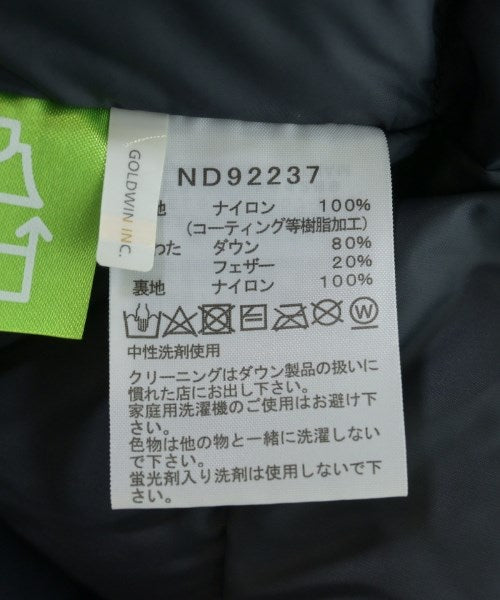 GOLDWIN INC.
ND92237
地 ナイロン 100%
(コーティング等樹脂加工)
わた ダウン 80%
フェザー 20%
裏地 ナイロン 100%
中性洗剤使用
クリーニングはダウン製品の扱いに
慣れた店にお出し下さい。
家庭用洗濯機のご使用はお避け下
さい。
色物は他の物と一緒に洗濯しない
で下さい。
蛍光剤入り洗剤は使用しないで下
さい。